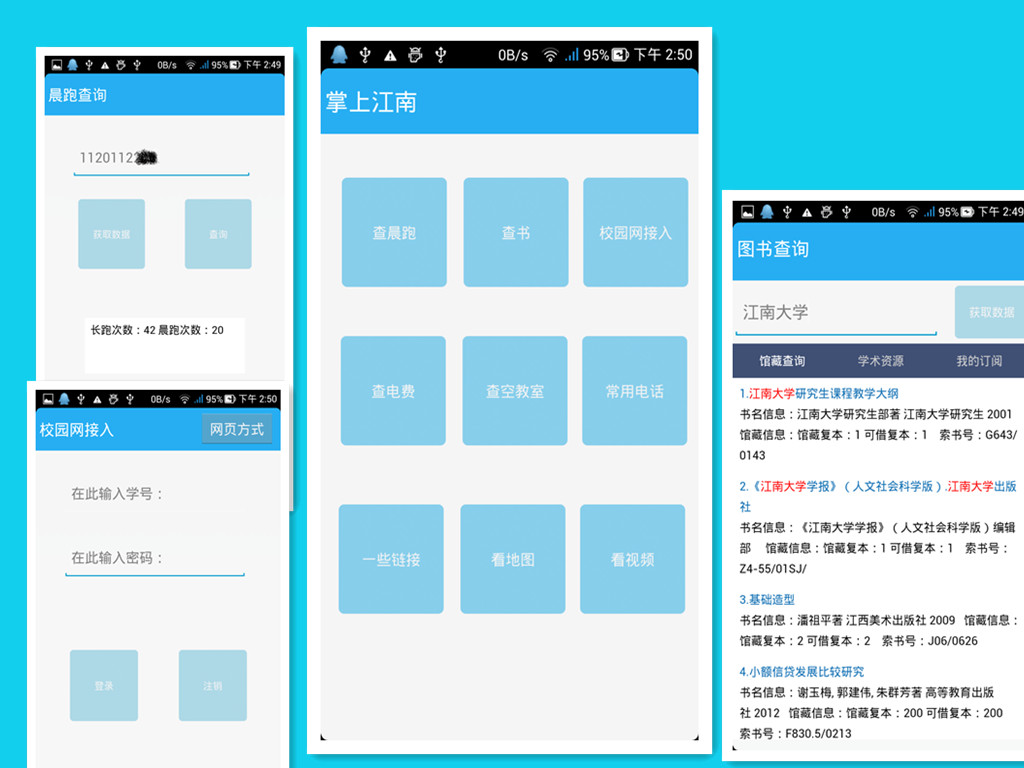 0B/s 95% 下午 2:49
晨跑查询
11201122
获取数据 查询
长跑次数：42 晨跑次数：20
0B/s 95% 下午 2:50
校园网接入 网页方式
在此输入学号：
在此输入密码：
登录 注销
0B/s 95% 下午 2:50
掌上江南
查晨跑 查书 校园网接入
查电费 查空教室 常用电话
一些链接 看地图 看视频
0B/s 95% 下午 2:49
图书查询
江南大学 获取数据
馆藏查询 学术资源 我的订阅
1.江南大学研究生课程教学大纲
书名信息：江南大学研究生部著 江南大学研究生 2001
馆藏信息：馆藏复本：1 可借复本：1 索书号：G643/
0143
2.《江南大学学报》（人文社会科学版）.江南大学出版
社
书名信息：《江南大学学报》（人文社会科学版）编辑
部 馆藏信息：馆藏复本：1 可借复本：1 索书号：
Z4-55/01SJ/
3.基础造型
书名信息：潘祖平著 江西美术出版社 2009 馆藏信息：
馆藏复本：2 可借复本：2 索书号：J06/0626
4.小额信贷发展比较研究
书名信息：谢玉梅, 郭建伟, 朱群芳著 高等教育出版
社 2012 馆藏信息：馆藏复本：200 可借复本：200
索书号：F830.5/0213